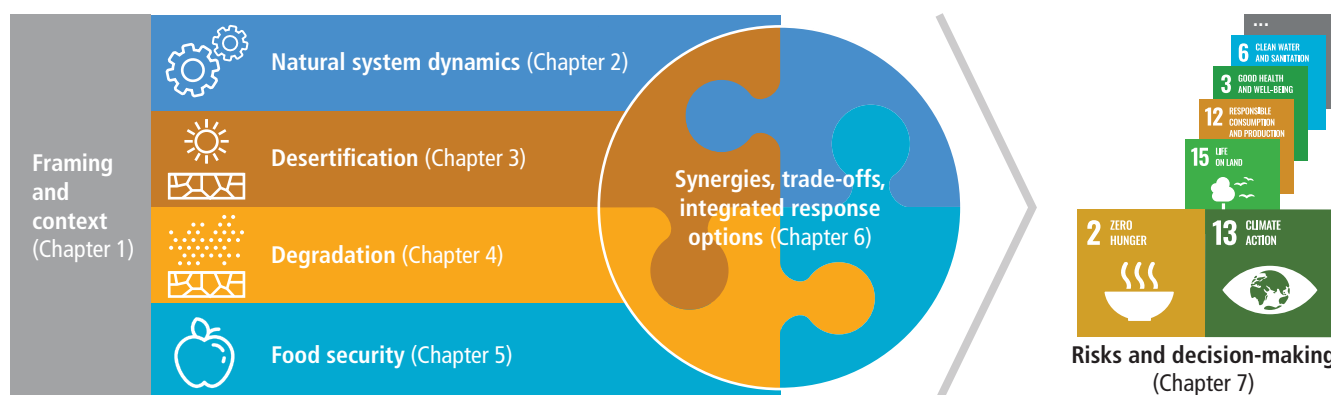 Framing
and
context
(Chapter 1)
Natural system dynamics (Chapter 2)
Desertification (Chapter 3)
Degradation (Chapter 4)
Food security (Chapter 5)
Synergies, trade-offs,
integrated response
options (Chapter 6)
...
6 CLEAN WATER
AND SANITATION
3 GOOD HEALTH
AND WELL-BEING
12 RESPONSIBLE
CONSUMPTION
AND PRODUCTION
15 LIFE
ON LAND
2 ZERO
HUNGER
13 CLIMATE
ACTION
Risks and decision-making
(Chapter 7)